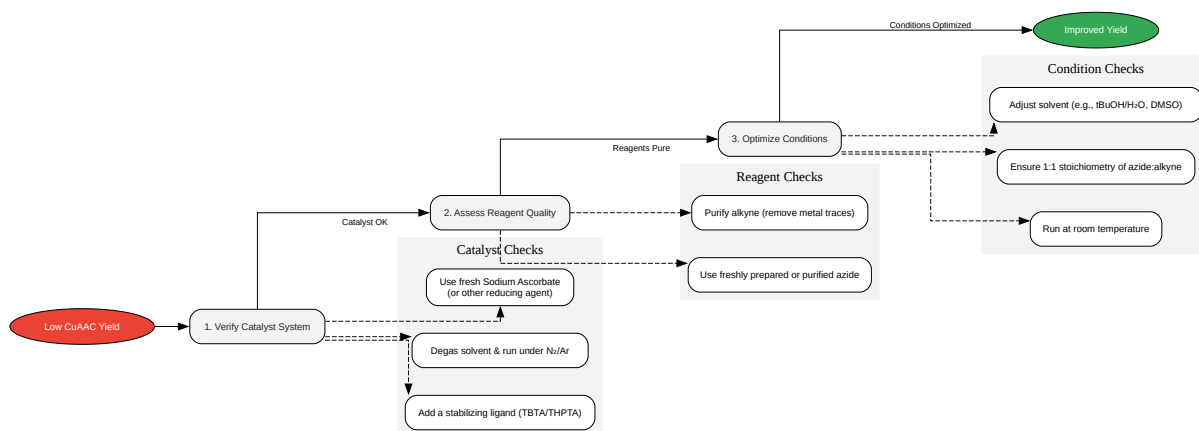 Conditions Optimized
Improved Yield
Condition Checks
Adjust solvent (e.g., tBuOH/H₂O, DMSO)
3. Optimize Conditions
Reagents Pure
Ensure 1:1 stoichiometry of azide:alkyne
Reagent Checks
2. Assess Reagent Quality
Purify alkyne (remove metal traces)
Catalyst OK
Run at room temperature
Catalyst Checks
Use freshly prepared or purified azide
Use fresh Sodium Ascorbate
(or other reducing agent)
Low CuAAC Yield
1. Verify Catalyst System
Degas solvent & run under N₂/Ar
Add a stabilizing ligand (TBTA/THPTA)